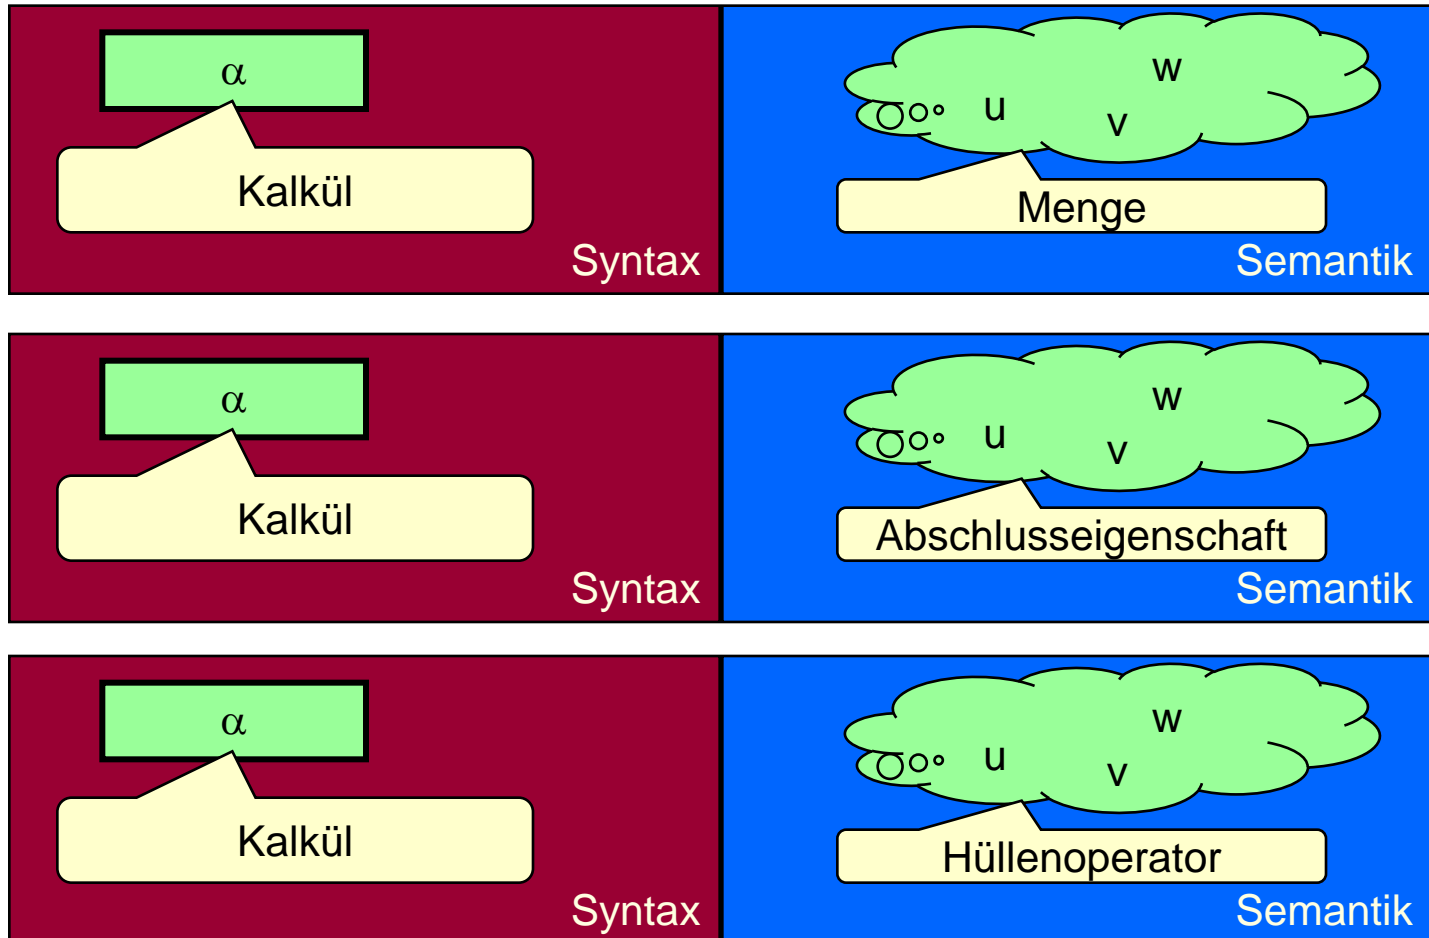 α
w
u
v
Kalkül
Menge
Syntax
Semantik
α
w
u
v
Kalkül
Abschlusseigenschaft
Syntax
Semantik
α
w
u
v
Kalkül
Hüllenoperator
Syntax
Semantik